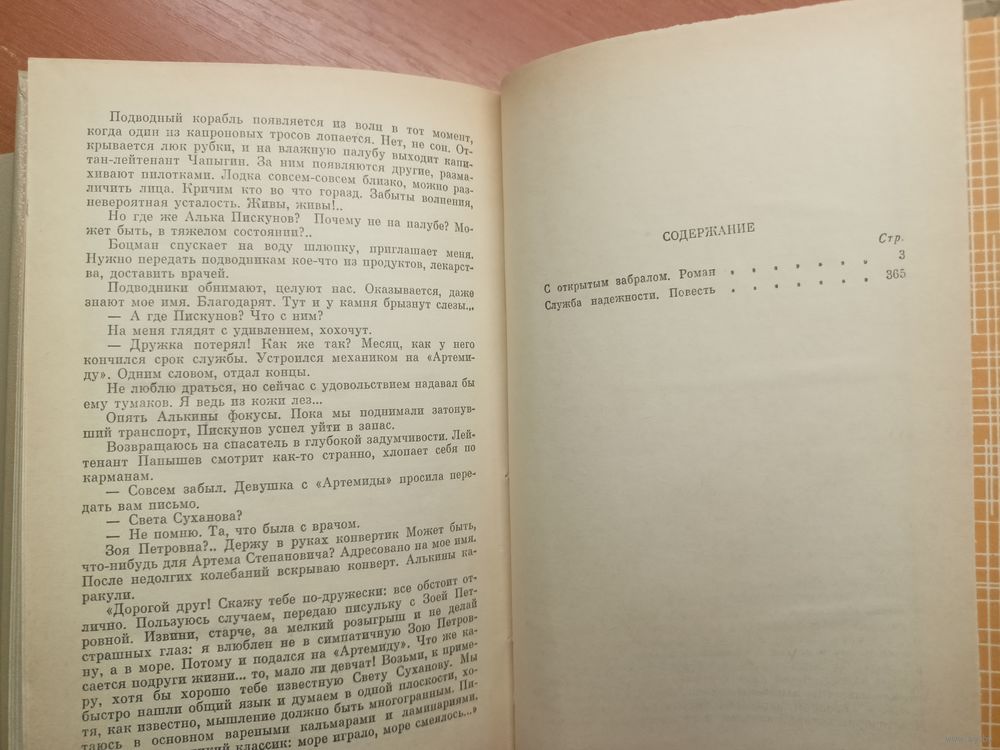 Подводный корабль появляется из волн в тот момент,
когда один из капроновых тросов лопается. Нет, не сон. От-
крывается люк рубки, и на влажную палубу выходит капи-
тан-лейтенант Чапыгин. За ним появляются другие, разма-
хивают пилотками. Лодка совсем-совсем близко, можно раз-
личить лица. Кричим кто во что горазд. Забыты волнения,
невероятная усталость. Живы, живы!..
Но где же Алька Пискунов? Почему не на палубе? Мо-
жет быть, в тяжелом состоянии?..
Боцман спускает на воду шлюпку, приглашает меня.
Нужно передать подводникам кое-что из продуктов, лекарст-
ва, доставить врачей.
Подводники обнимают, целуют нас. Оказывается, даже
знают мое имя. Благодарят. Тут и у камня брызнут слезы...
— А где Пискунов? Что с ним?
На меня глядят с удивлением, хохочут.
— Дружка потерял! Как же так? Месяц, как у него
кончился срок службы. Устроился механиком на «Артеми-
ду». Одним словом, отдал концы.
Не люблю драться, но сейчас с удовольствием надавал бы
ему тумаков. Я ведь из кожи лез...
Опять Алькины фокусы. Пока мы поднимали затонув-
ший транспорт, Пискунов успел уйти в запас.
Возвращаюсь на спасатель в глубокой задумчивости. Лей-
тенант Папышев смотрит как-то странно, хлопает себя по
карманам.
— Совсем забыл. Девушка с «Артемиды» просила пере-
дать вам письмо.
— Света Суханова?
— Не помню. Та, что была с врачом.
Зоя Петровна?.. Держу в руках конвертик Может быть,
что-нибудь для Артема Степановича? Адресовано на мое имя.
После недолгих колебаний вскрываю конверт. Алькины ка-
ракули.
«Дорогой друг! Скажу тебе по-дружески: все обстоит от-
лично. Пользуюсь случаем, передаю писульку с Зоей Пет-
ровной. Извини, старче, за мелкий розыгрыш и не делай
страшных глаз: я влюблен не в симпатичную Зою Петров-
ну, а в море. Потому и подался на «Артемиду». Что же ка-
сается подруги жизни... то, мало ли девчат! Возьми, к приме-
ру, хотя бы хорошо тебе известную Свету Суханову. Мы
быстро нашли общий язык и думаем в одной плоскости, хо-
тя, как известно, мышление должно быть многогранным. Пи-
таюсь в основном вареными кальмарами и ламинариями.
классик: море играло, море смеялось...»
СОДЕРЖАНИЕ
Стр.
С открытым забралом. Роман . . . . . . . 3
Служба надежности. Повесть . . . . . . . 365